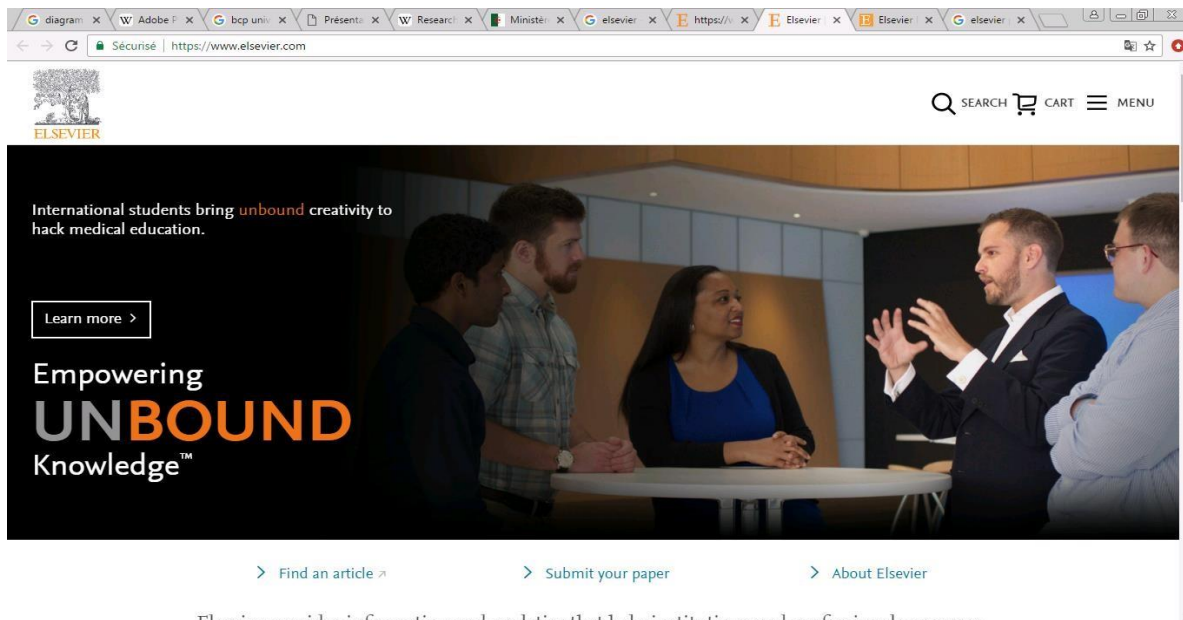 diagram
Adobe P
bcp univ
Présenta
Research
Ministèr
elsevier
https://
Elsevier
Elsevier
elsevier
Sécurisé | https://www.elsevier.com
ELSEVIER
SEARCH CART MENU
International students bring unbound creativity to
hack medical education.
Learn more >
Empowering
UNBOUND
Knowledge™
> Find an article
> Submit your paper
> About Elsevier